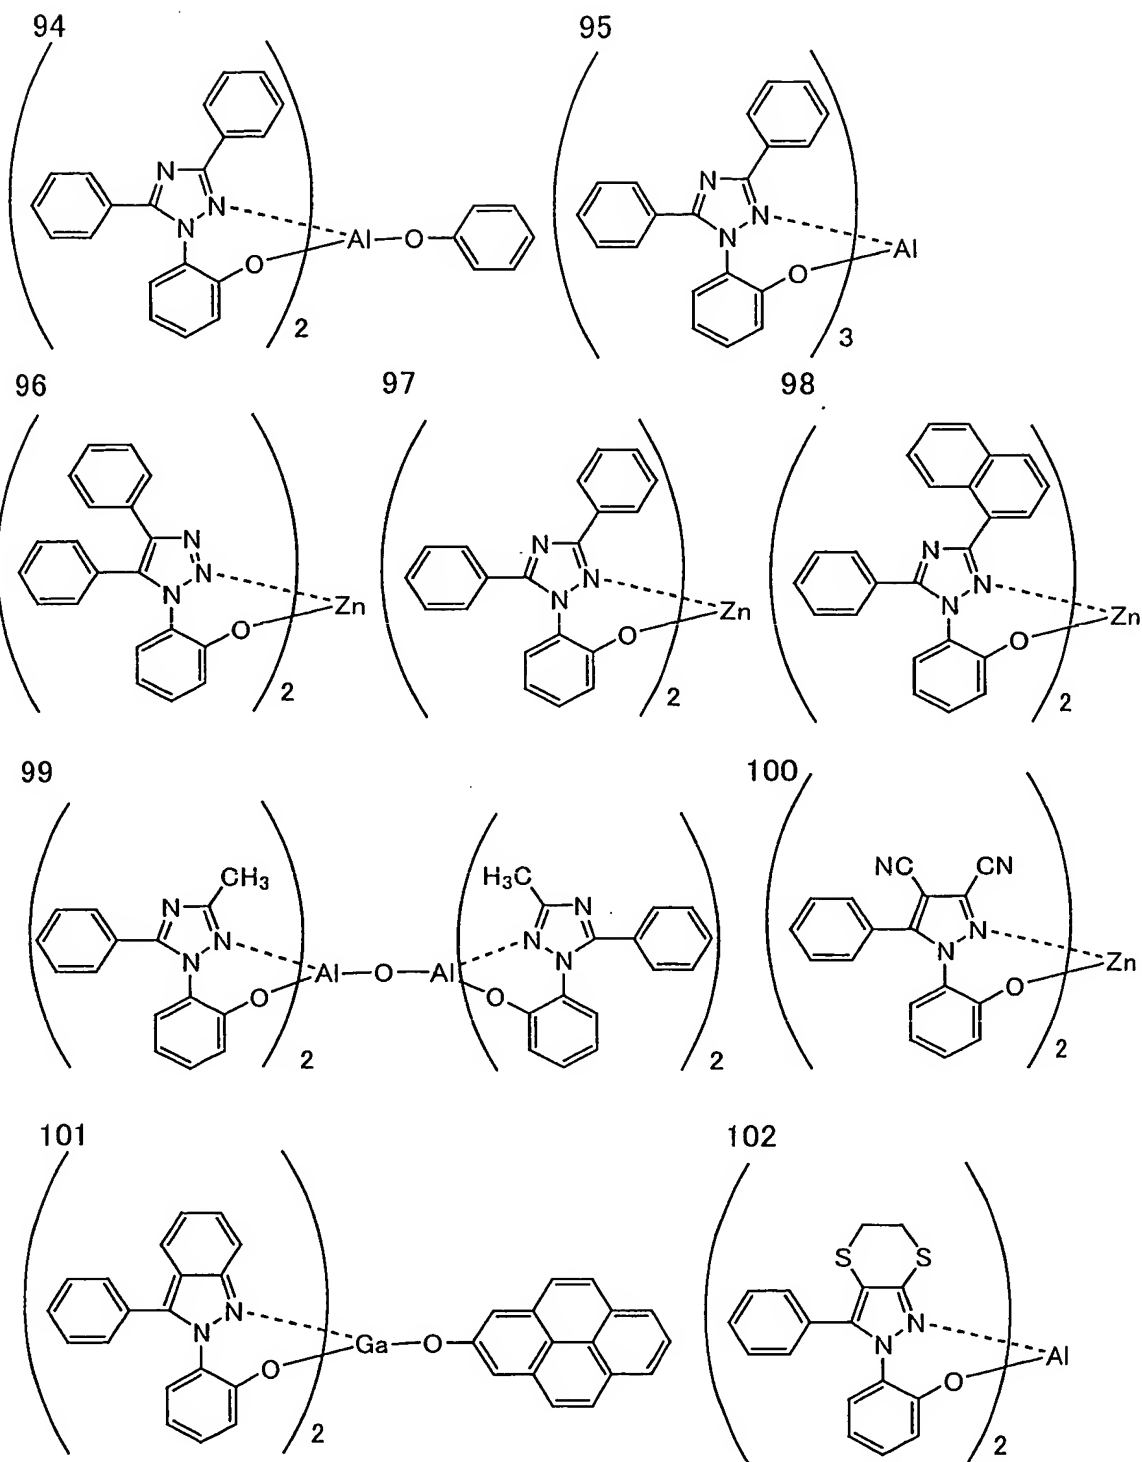 94 95
N N
N N
N N
O Al O O Al
2 3
96 97 98
N N N
N N N
N N N
O Zn O Zn O Zn
2 2 2
99 100
CH3 H3C NC CN
N N
N N N
N N N
O Al O Al O O Zn
2 2 2
101 102
S S
N N
N N
O Ga O O Al
2 2